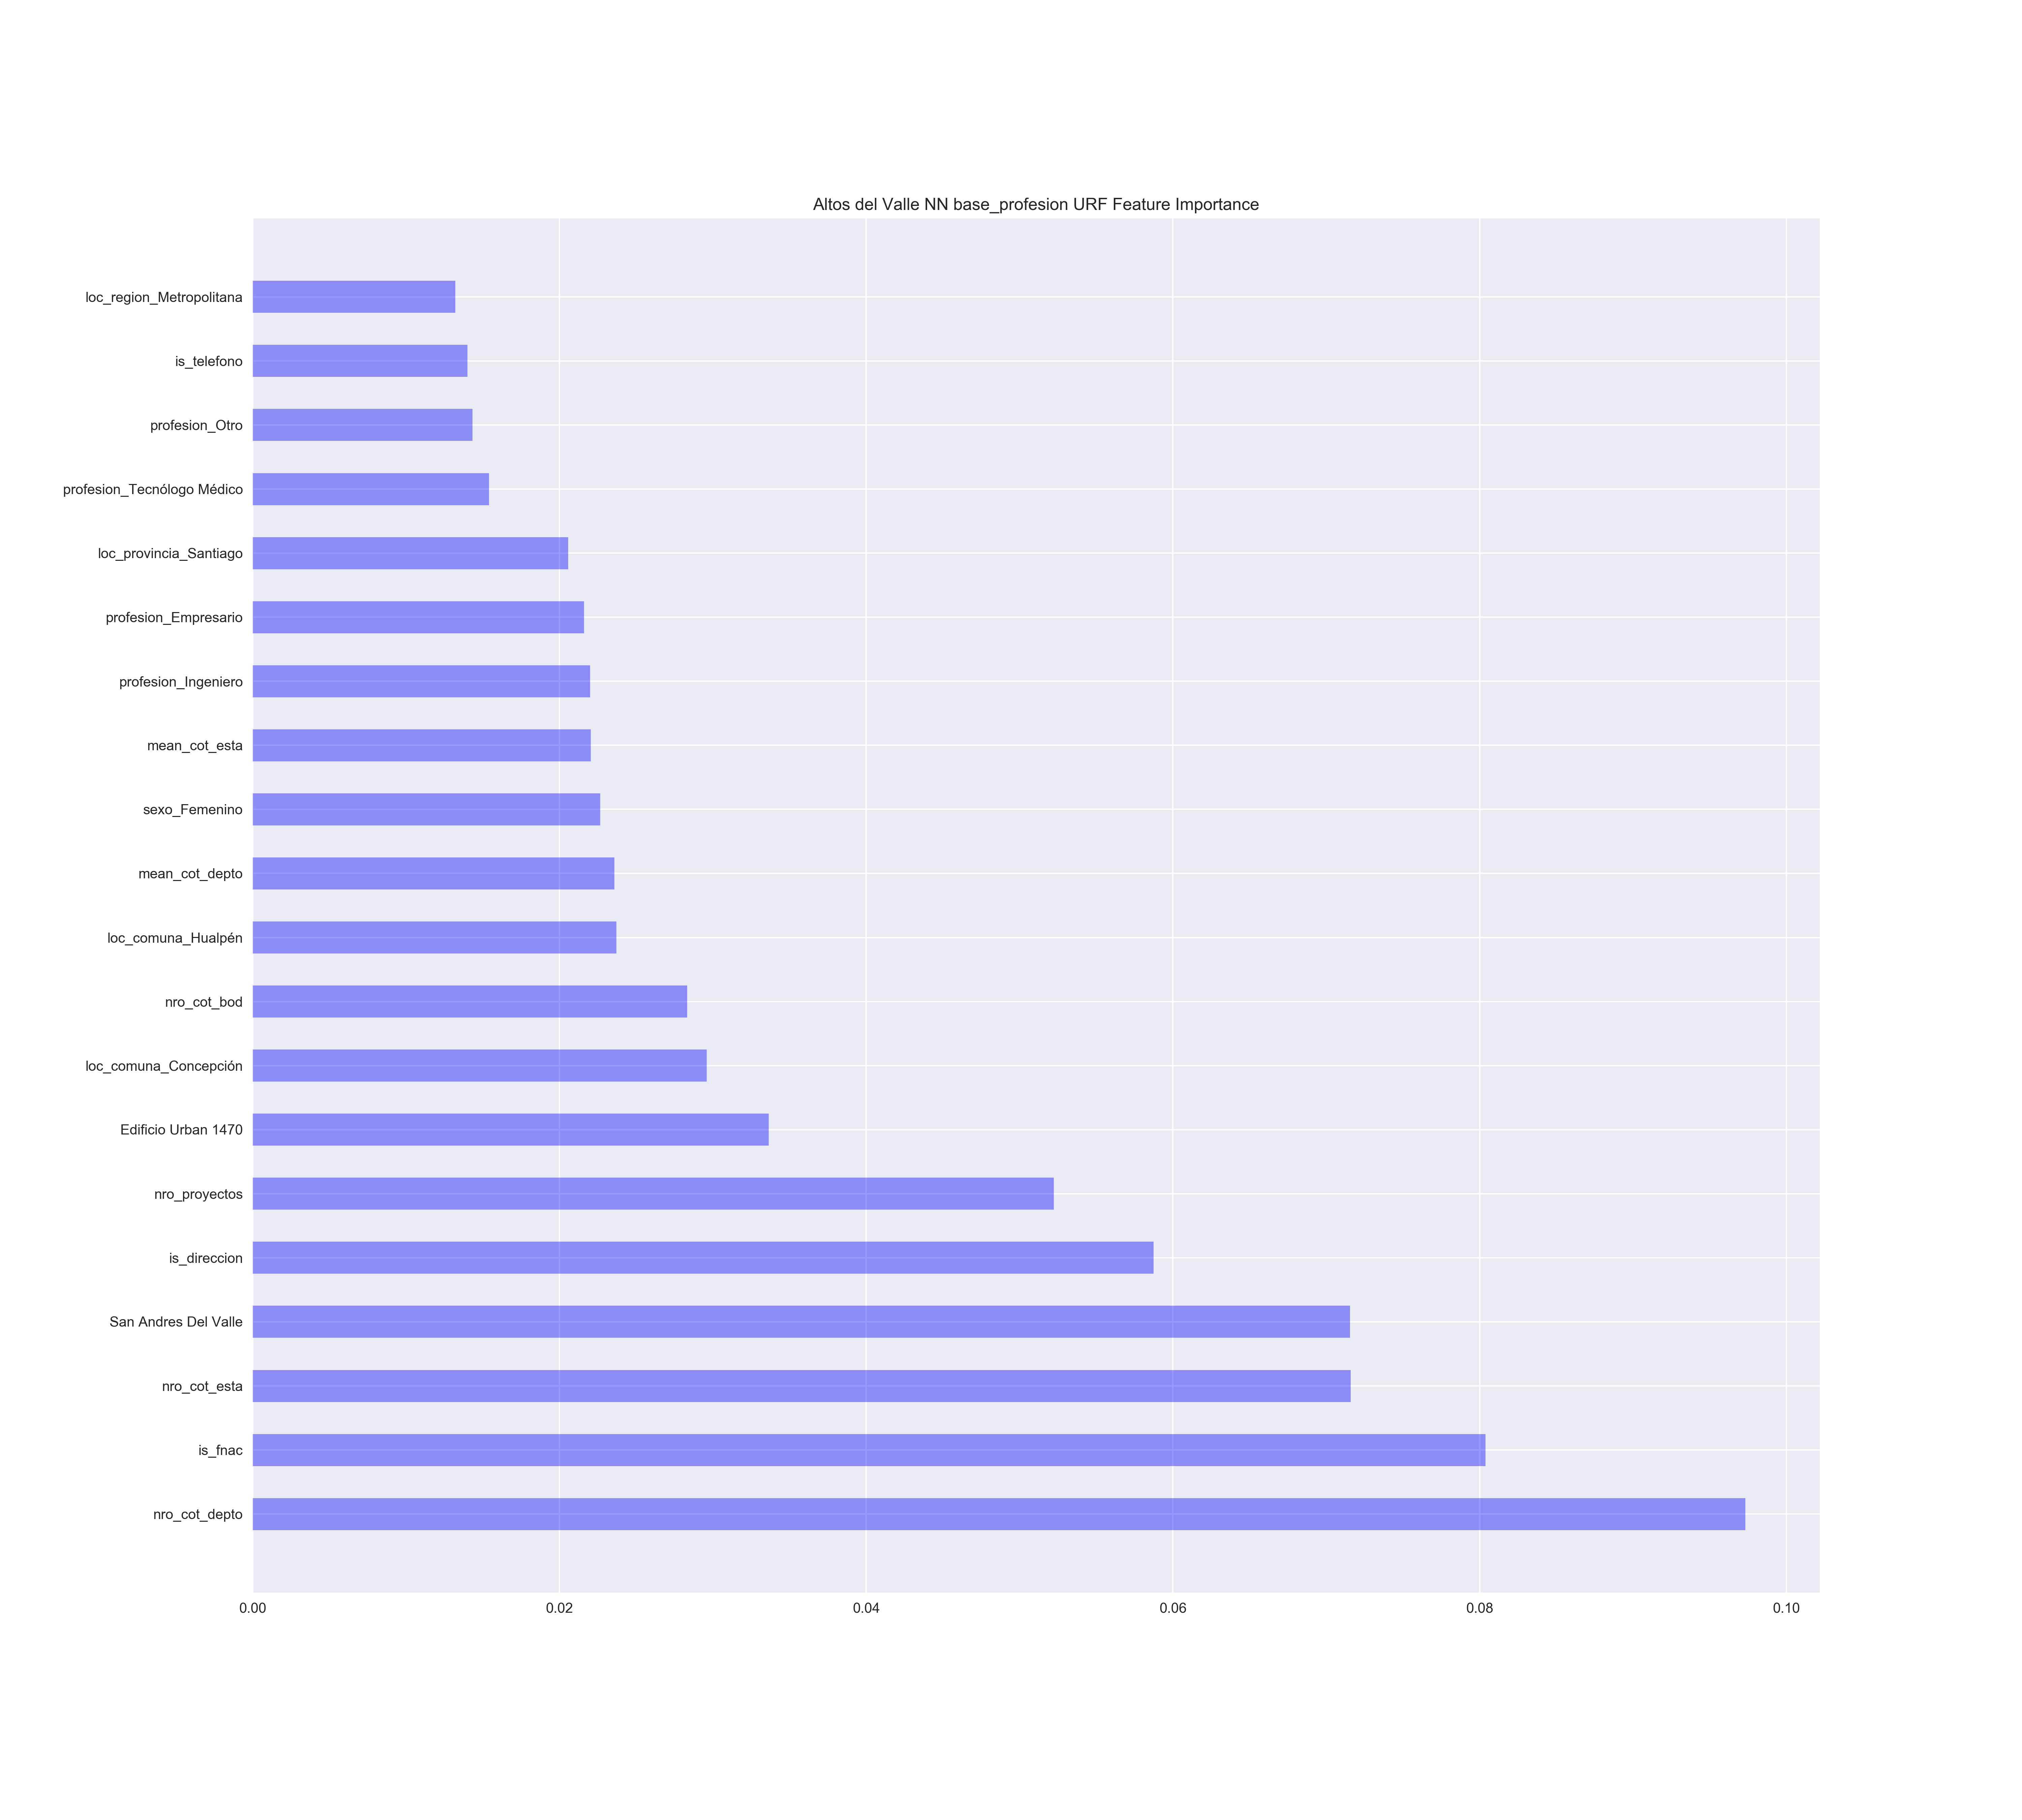 Altos del Valle NN base_profesion URF Feature Importance
loc_region_Metropolitana
is_telefono
profesion_Otro
profesion_Tecnólogo Médico
loc_provincia_Santiago
profesion_Empresario
profesion_Ingeniero
mean_cot_esta
sexo_Femenino
mean_cot_depto
loc_comuna_Hualpén
nro_cot_bod
loc_comuna_Concepción
Edificio Urban 1470
nro_proyectos
is_direccion
San Andres Del Valle
nro_cot_esta
is_fnac
nro_cot_depto
0.00 0.02 0.04 0.06 0.08 0.10